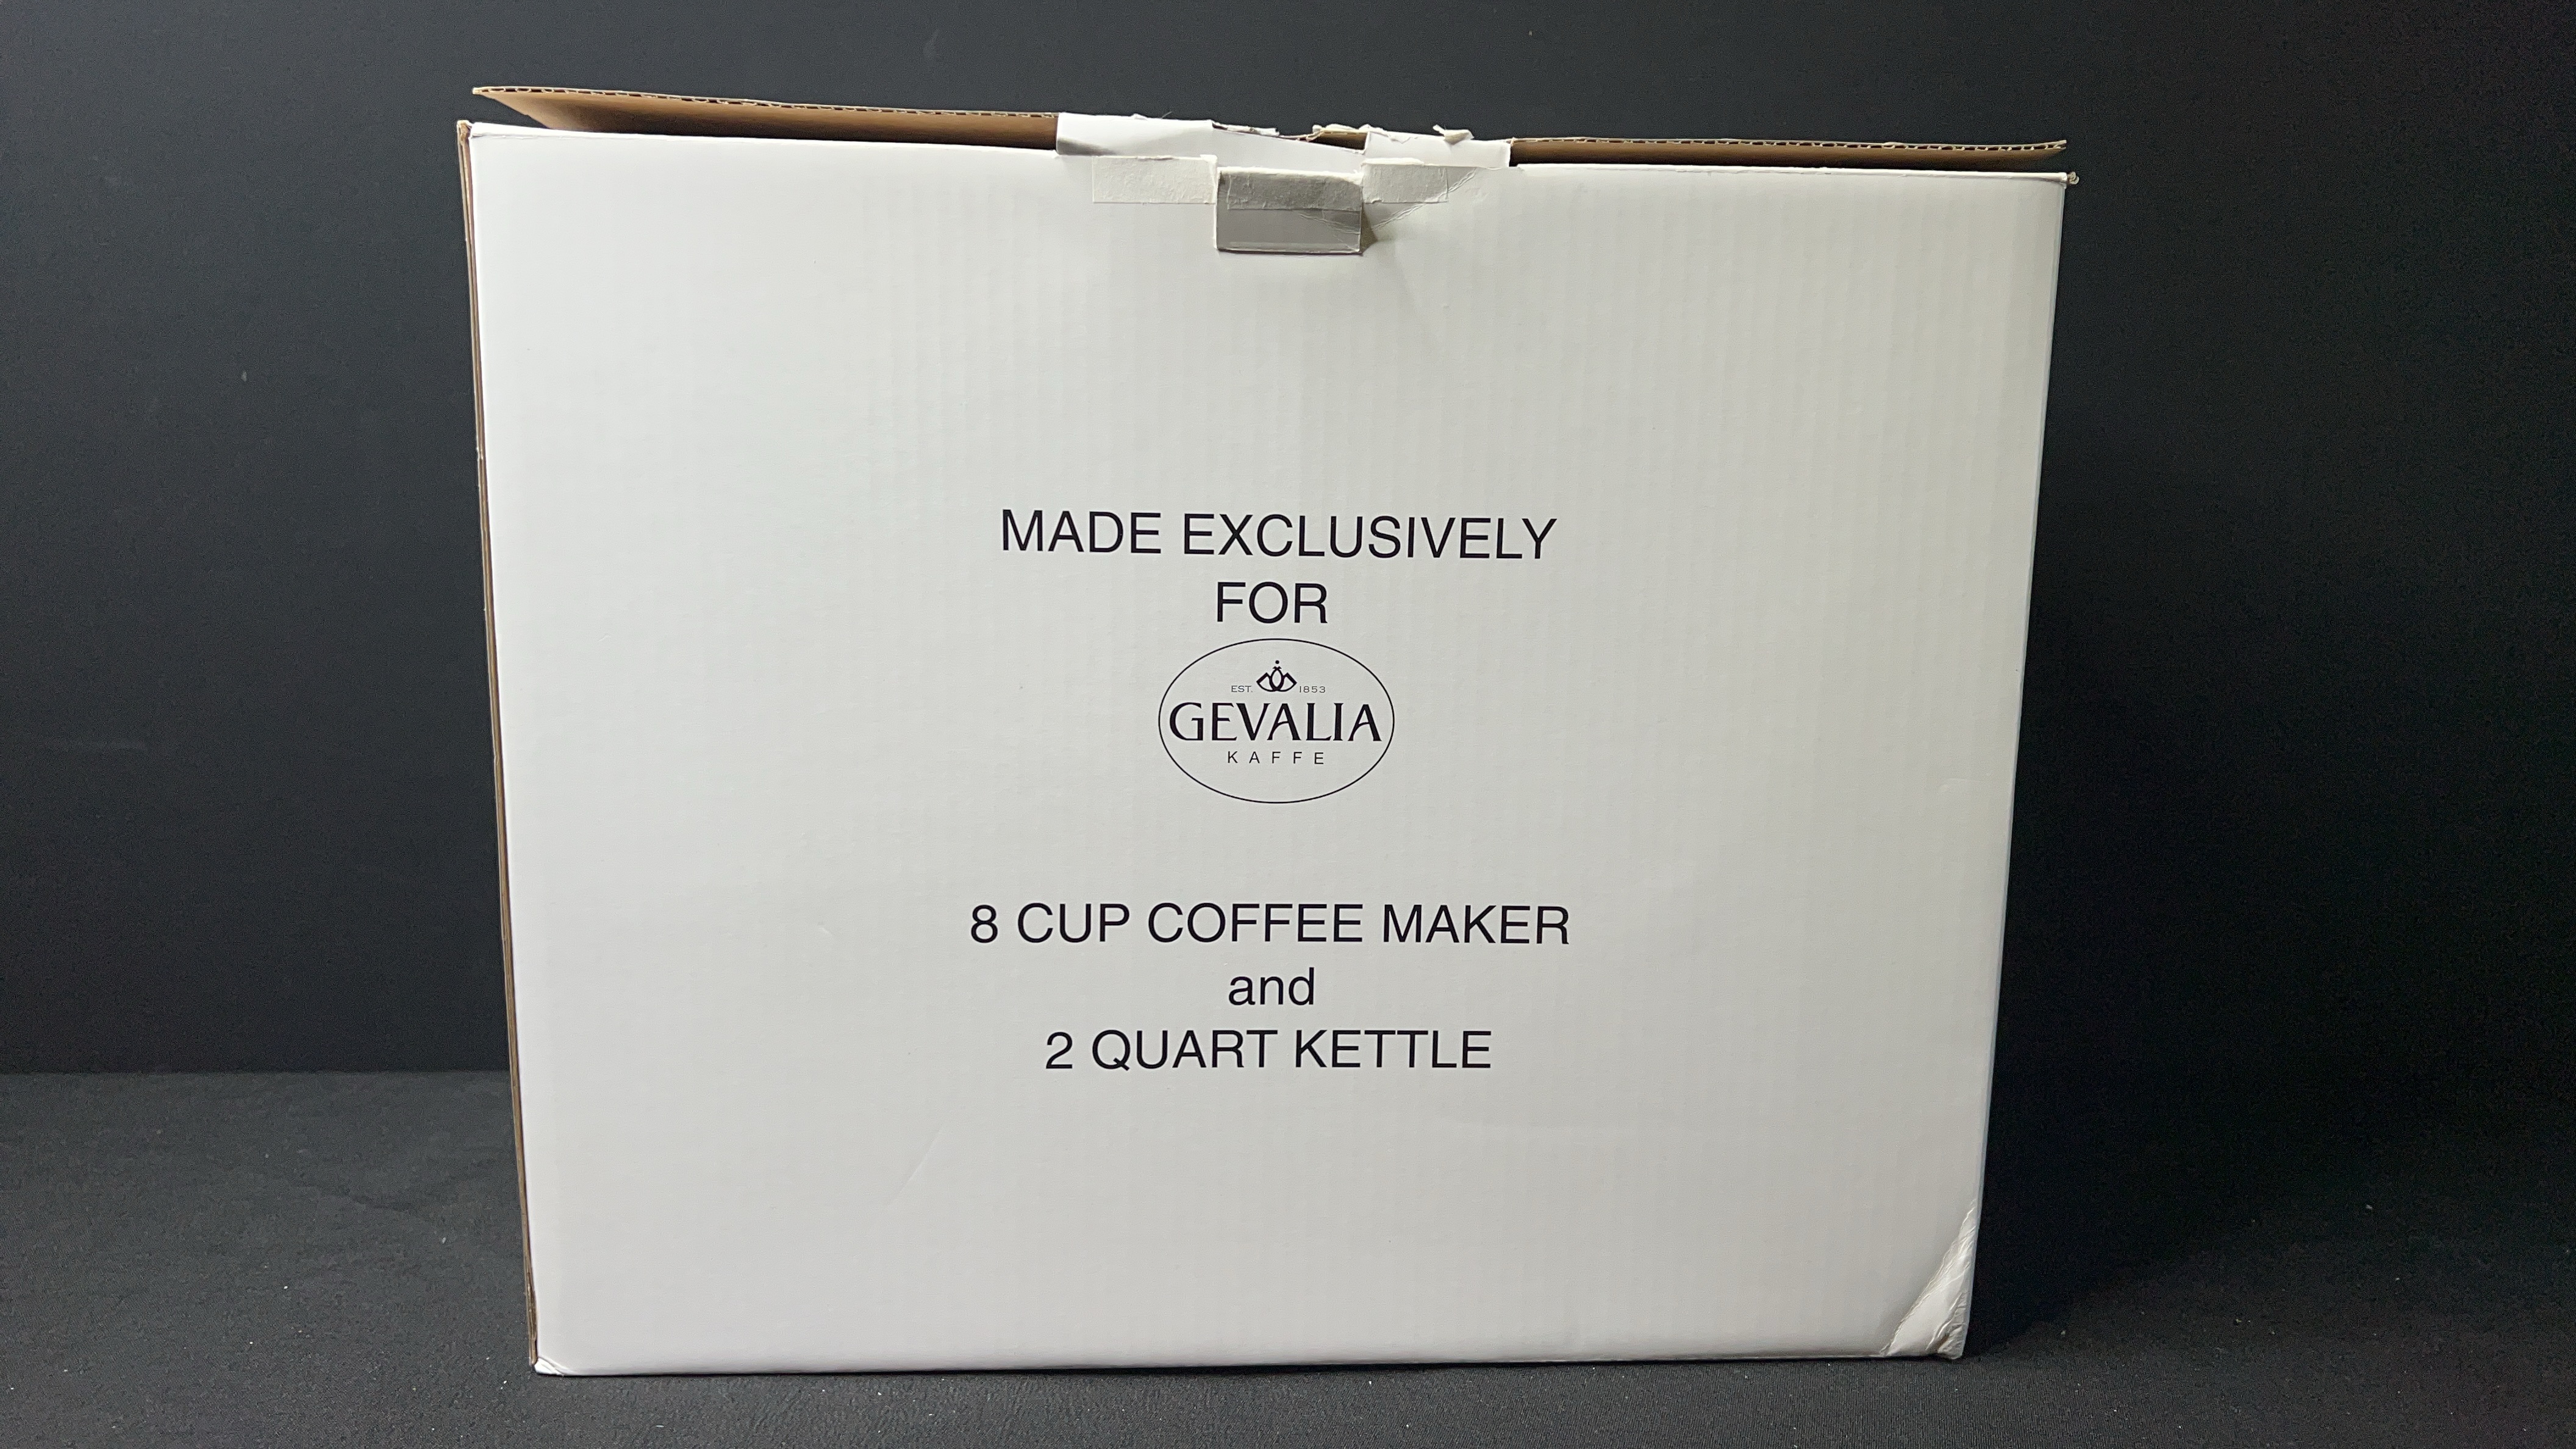 MADE EXCLUSIVELY
FOR
EST. 1853
GEVALIA
KAFFE
8 CUP COFFEE MAKER
and
2 QUART KETTLE